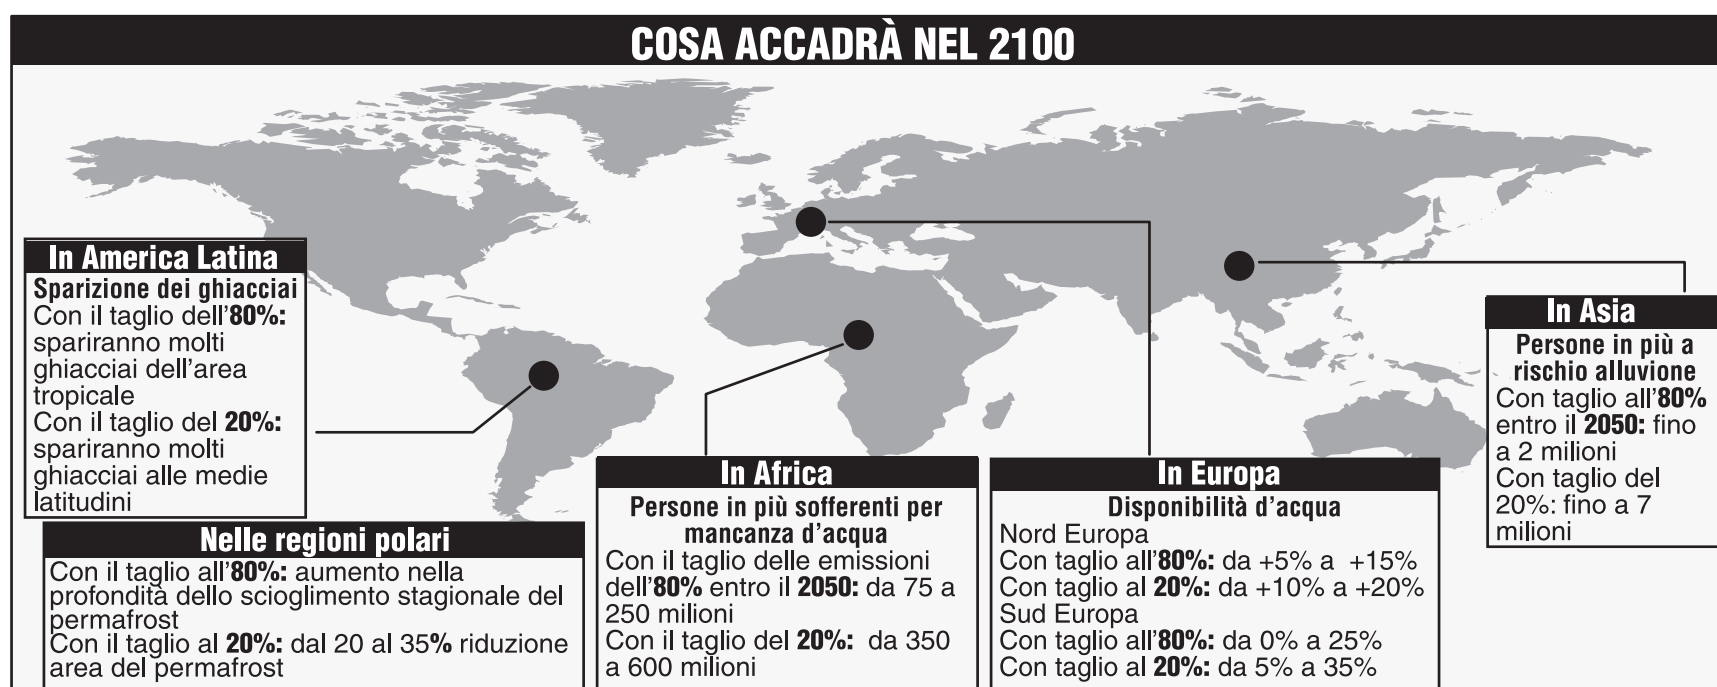 COSA ACCADRÀ NEL 2100
In America Latina
Sparizione dei ghiacciai
Con il taglio dell'80%:
spariranno molti
ghiacciai dell'area
tropicale
Con il taglio del 20%:
spariranno molti
ghiacciai alle medie
latitudini
Nelle regioni polari
Con il taglio all'80%: aumento nella
profondità dello scioglimento stagionale del
permafrost
Con il taglio al 20%: dal 20 al 35% riduzione
area del permafrost
In Africa
Persone in più sofferenti per
mancanza d'acqua
Con il taglio delle emissioni
dell'80% entro il 2050: da 75 a
250 milioni
Con il taglio del 20%: da 350
a 600 milioni
In Europa
Disponibilità d'acqua
Nord Europa
Con taglio all'80%: da +5% a +15%
Con taglio al 20%: da +10% a +20%
Sud Europa
Con taglio all'80%: da 0% a 25%
Con taglio al 20%: da 5% a 35%
In Asia
Persone in più a
rischio alluvione
Con taglio all'80%
entro il 2050: fino
a 2 milioni
Con taglio del
20%: fino a 7
milioni